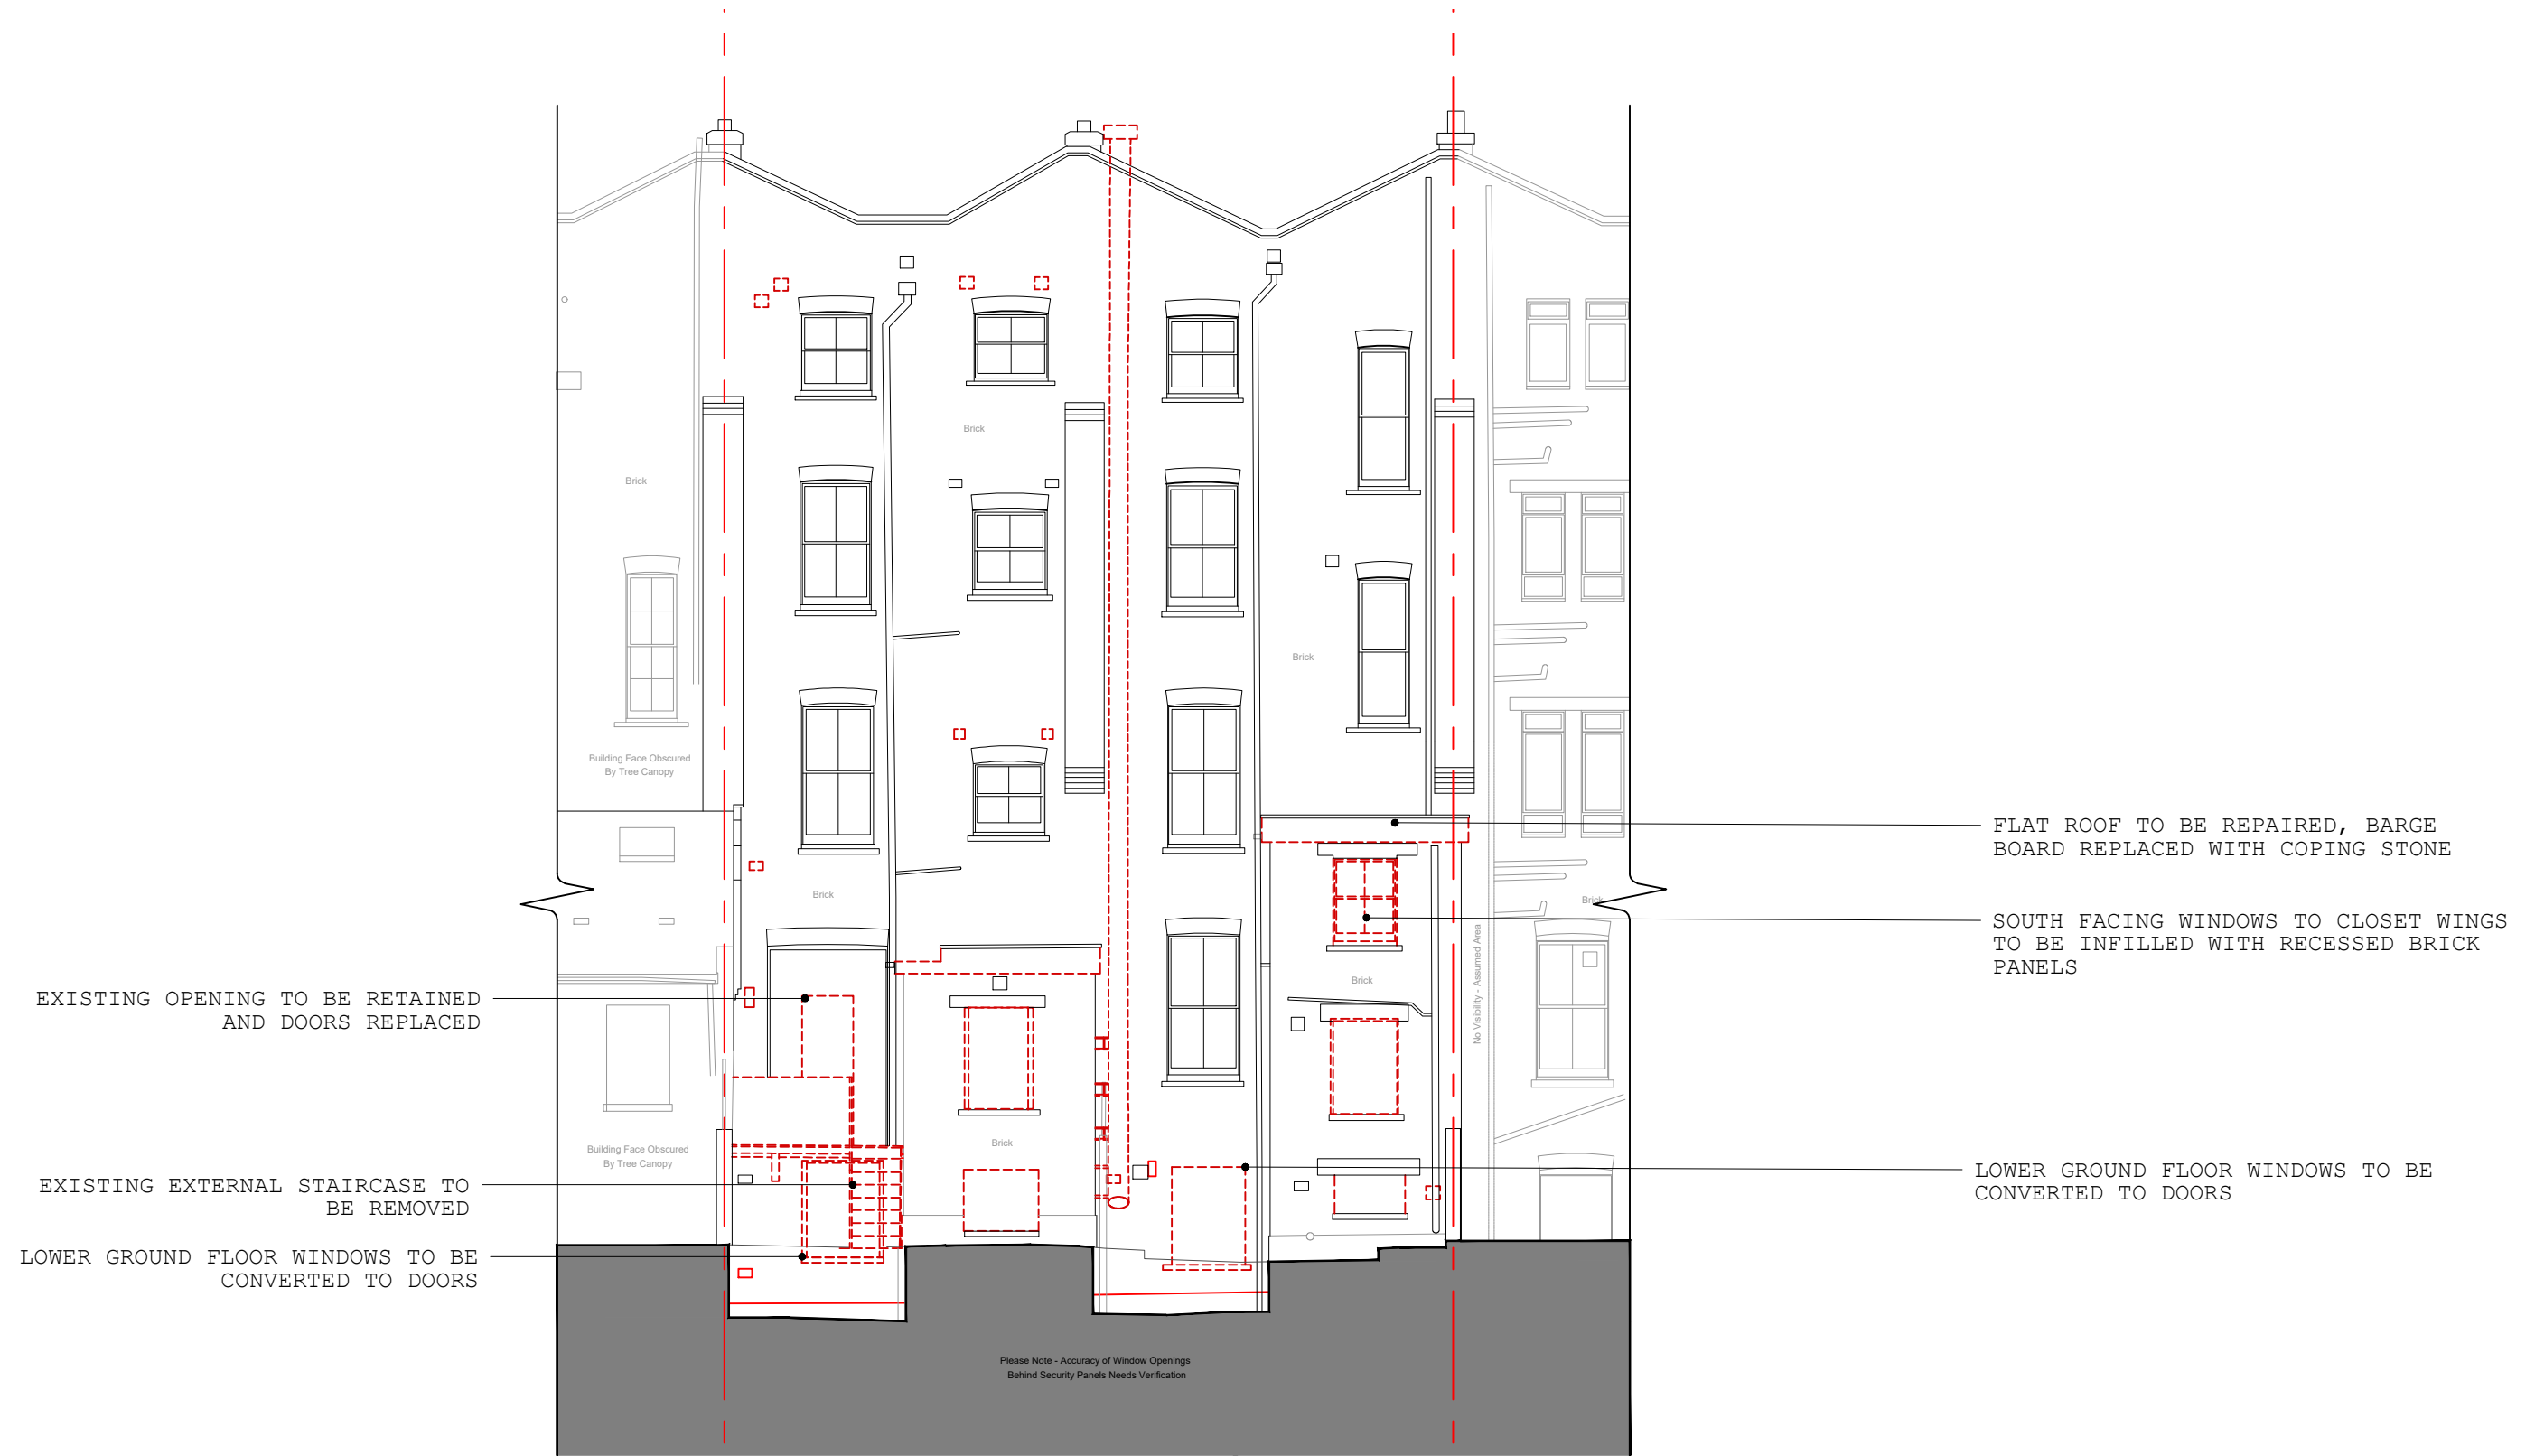 Brick
Brick
Brick
Building Face Obscured
By Tree Canopy
FLAT ROOF TO BE REPAIRED, BARGE
BOARD REPLACED WITH COPING STONE
Brick
Brick
SOUTH FACING WINDOWS TO CLOSET WINGS
TO BE INFILLED WITH RECESSED BRICK
PANELS
No Visibility - Assumed Area
Brick
EXISTING OPENING TO BE RETAINED
AND DOORS REPLACED
Brick
Building Face Obscured
By Tree Canopy
EXISTING EXTERNAL STAIRCASE TO
BE REMOVED
LOWER GROUND FLOOR WINDOWS TO BE
CONVERTED TO DOORS
LOWER GROUND FLOOR WINDOWS TO BE
CONVERTED TO DOORS
Please Note - Accuracy of Window Openings
Behind Security Panels Needs Verification